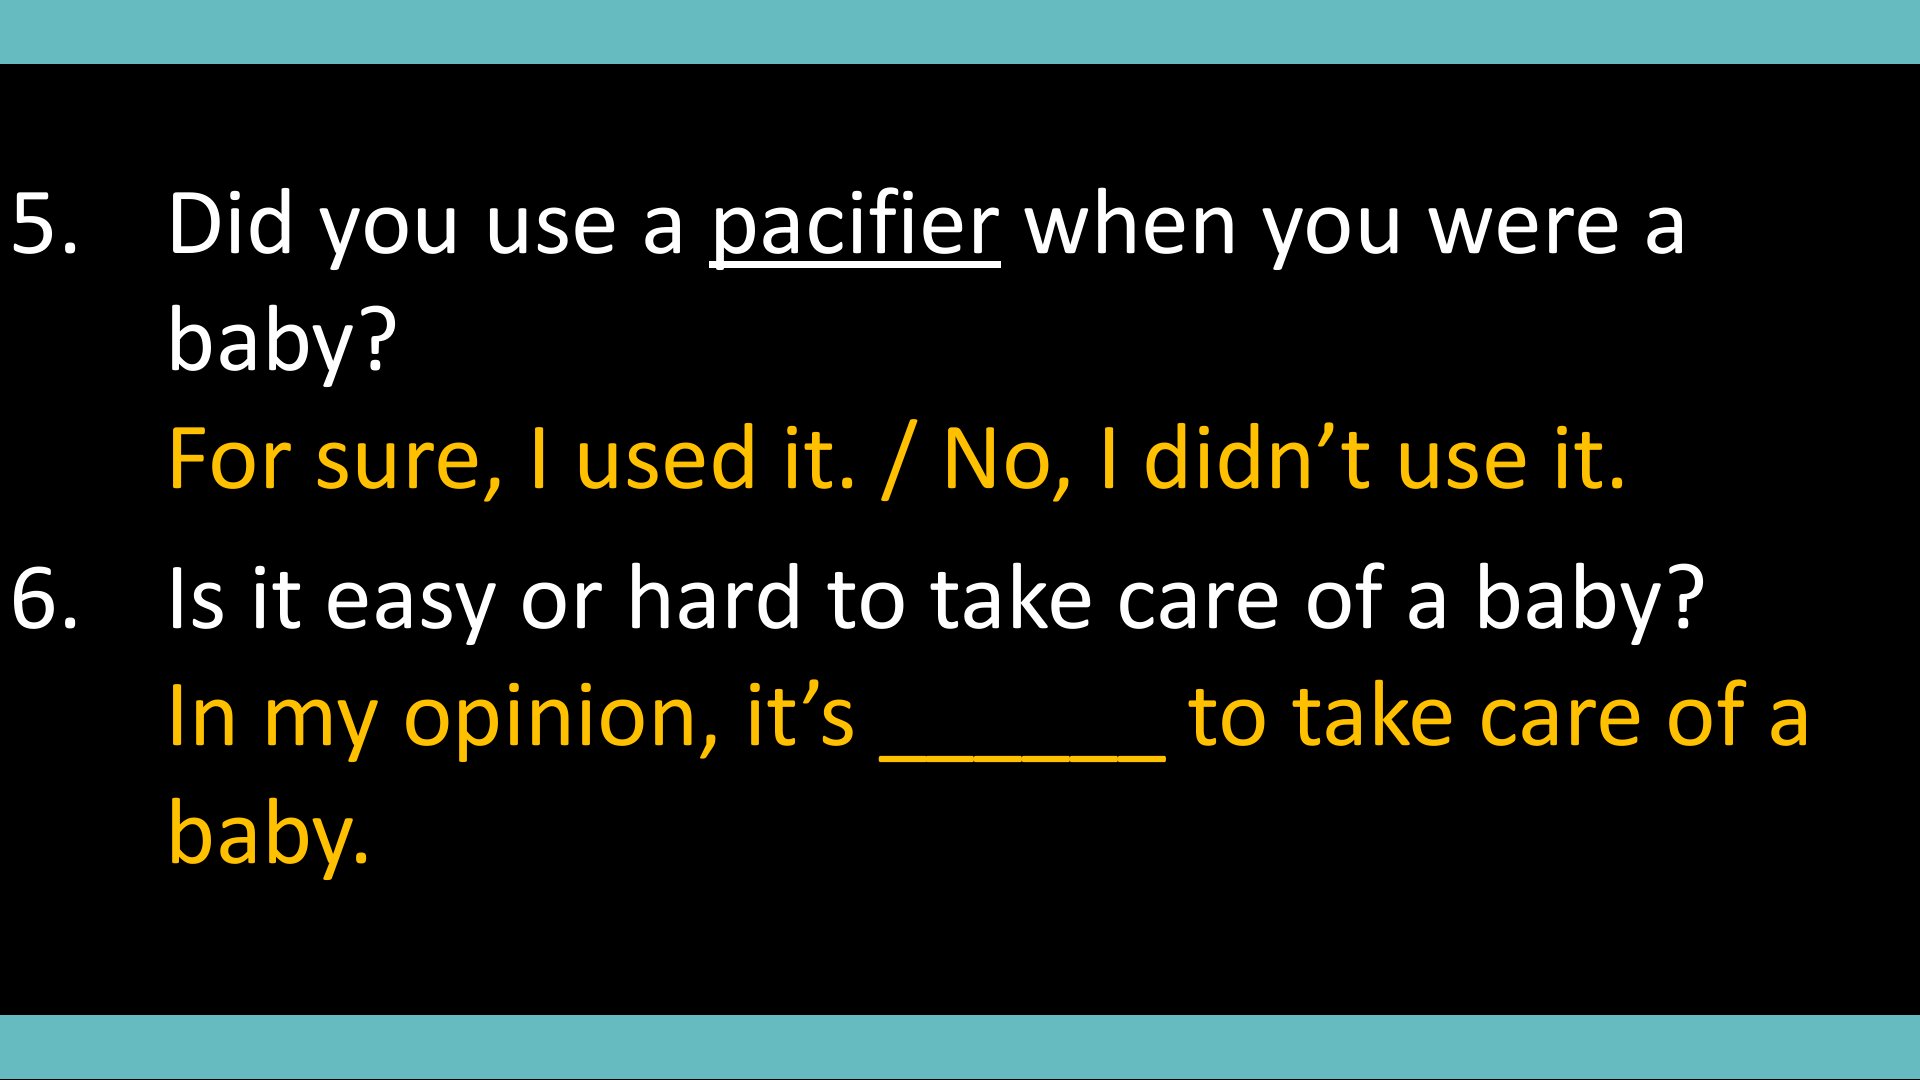 5. Did you use a pacifier when you were a
baby?
For sure, I used it. / No, I didn’t use it.
6. Is it easy or hard to take care of a baby?
In my opinion, it’s ______ to take care of a
baby.